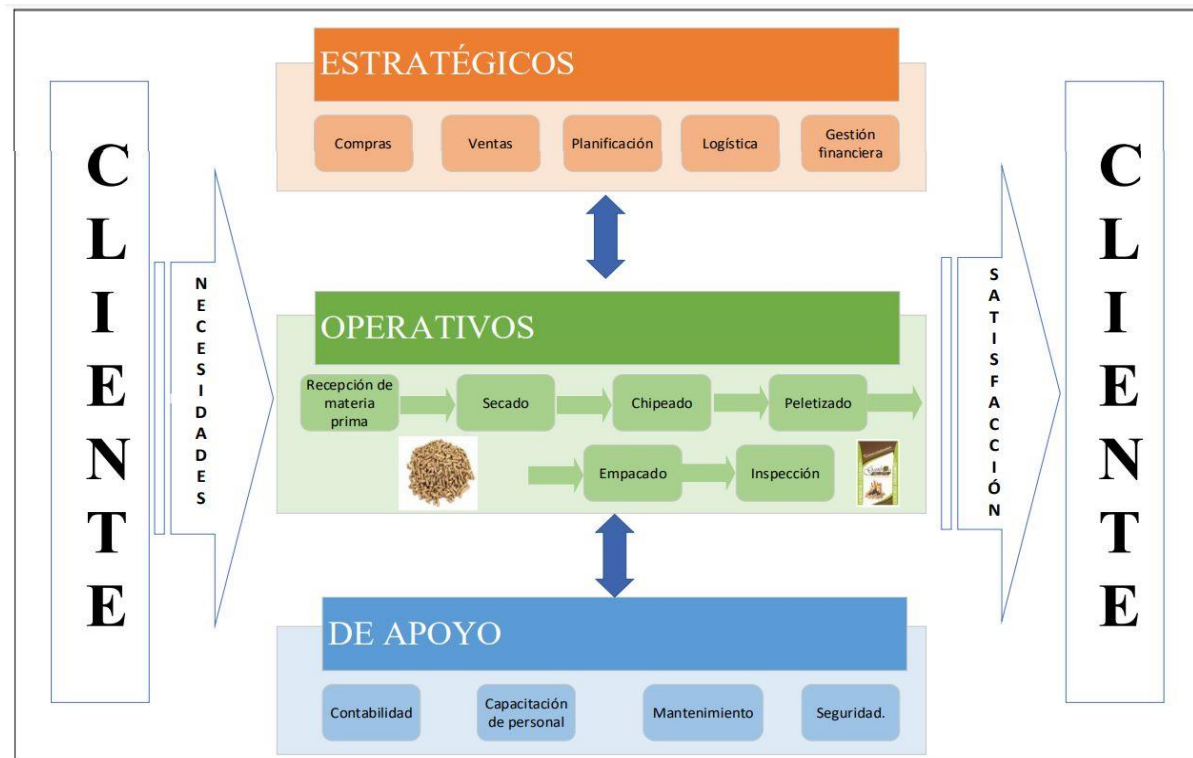 CLIENTE
NECESIDADES
ESTRATÉGICOS
Compras
Ventas
Planificación
Logística
Gestión
financiera
OPERATIVOS
Recepción de
materia
prima
Secado
Chipeado
Peletizado
Empacado
Inspección
DE APOYO
Contabilidad
Capacitación
de personal
Mantenimiento
Seguridad.
SATISFACCIÓN
CLIENTE